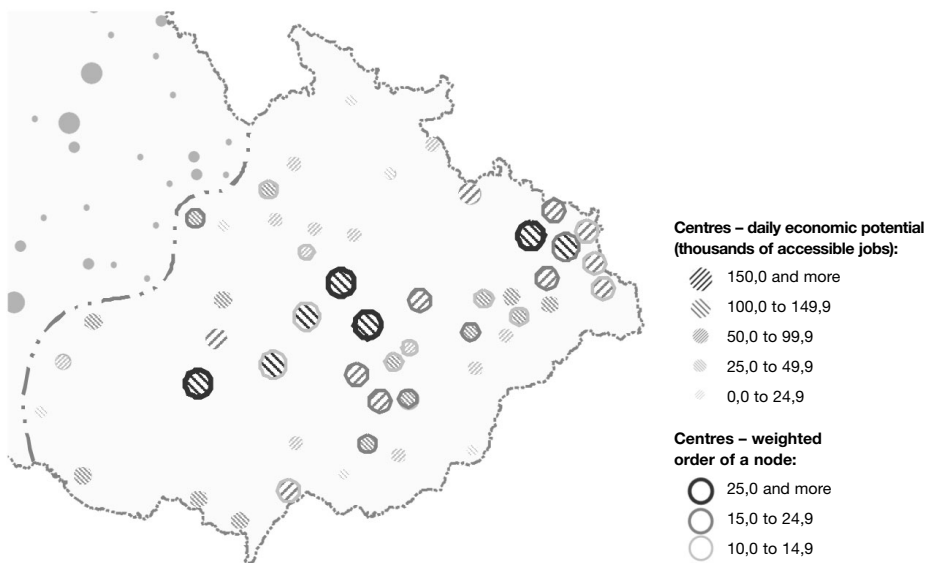 Centres – daily economic potential
(thousands of accessible jobs):
150,0 and more
100,0 to 149,9
50,0 to 99,9
25,0 to 49,9
0,0 to 24,9
Centres – weighted
order of a node:
25,0 and more
15,0 to 24,9
10,0 to 14,9